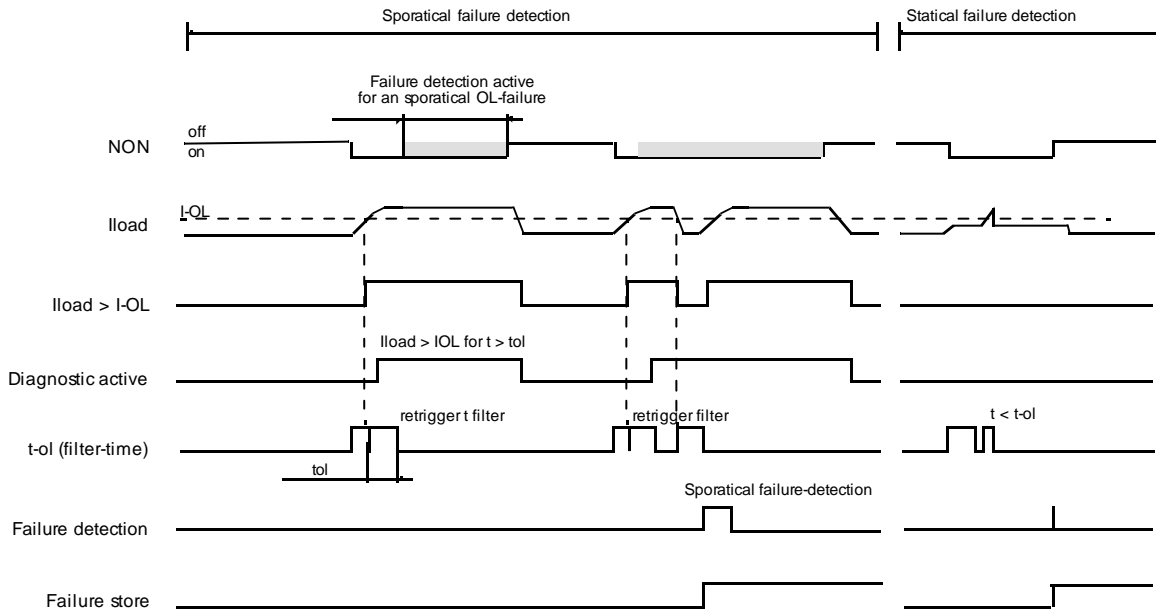 Sporatical failure detection
Statical failure detection
Failure detection active
for an sporatical OL-failure
off
NON
on
I-OL
Iload
Iload > I-OL
Iload > IOL for t > tol
Diagnostic active
retrigger t filter
retrigger filter
t < t-ol
t-ol (filter-time)
tol
Sporatical failure-detection
Failure detection
Failure store